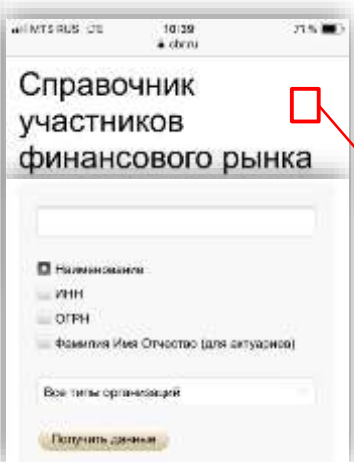 MTS RUS LTE 10:39 71 %
cbr.ru
Справочник
участников
финансового рынка
Наименование
ИНН
ОГРН
Фамилия Имя Отчество (для актуариев)
Все типы организаций
Получить данные